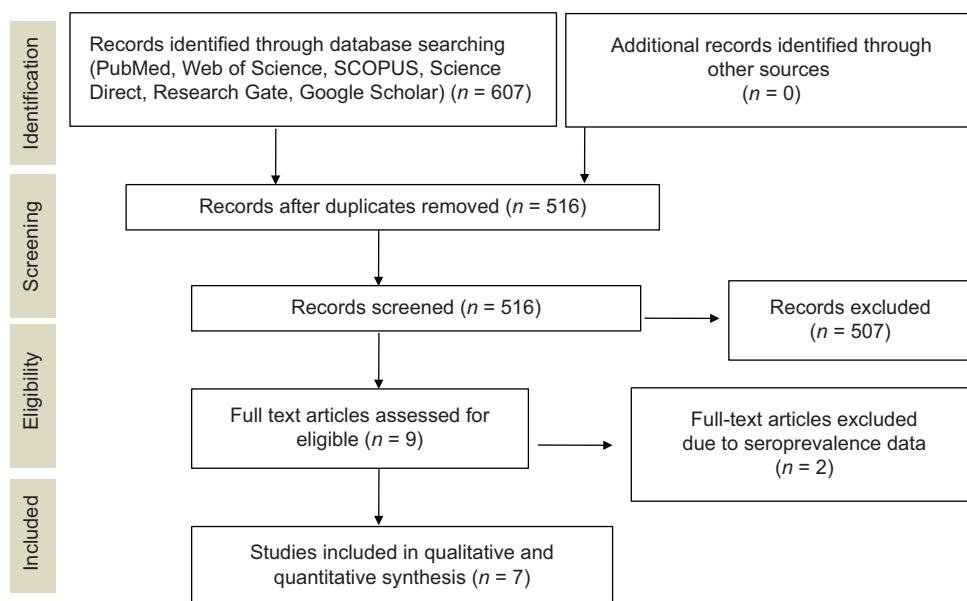 Identification
Records identified through database searching
(PubMed, Web of Science, SCOPUS, Science
Direct, Research Gate, Google Scholar) (n = 607)
Additional records identified through
other sources
(n = 0)
Screening
Records after duplicates removed (n = 516)
Records screened (n = 516)
Records excluded
(n = 507)
Eligibility
Full text articles assessed for
eligible (n = 9)
Full-text articles excluded
due to seroprevalence data
(n = 2)
Included
Studies included in qualitative and
quantitative synthesis (n = 7)